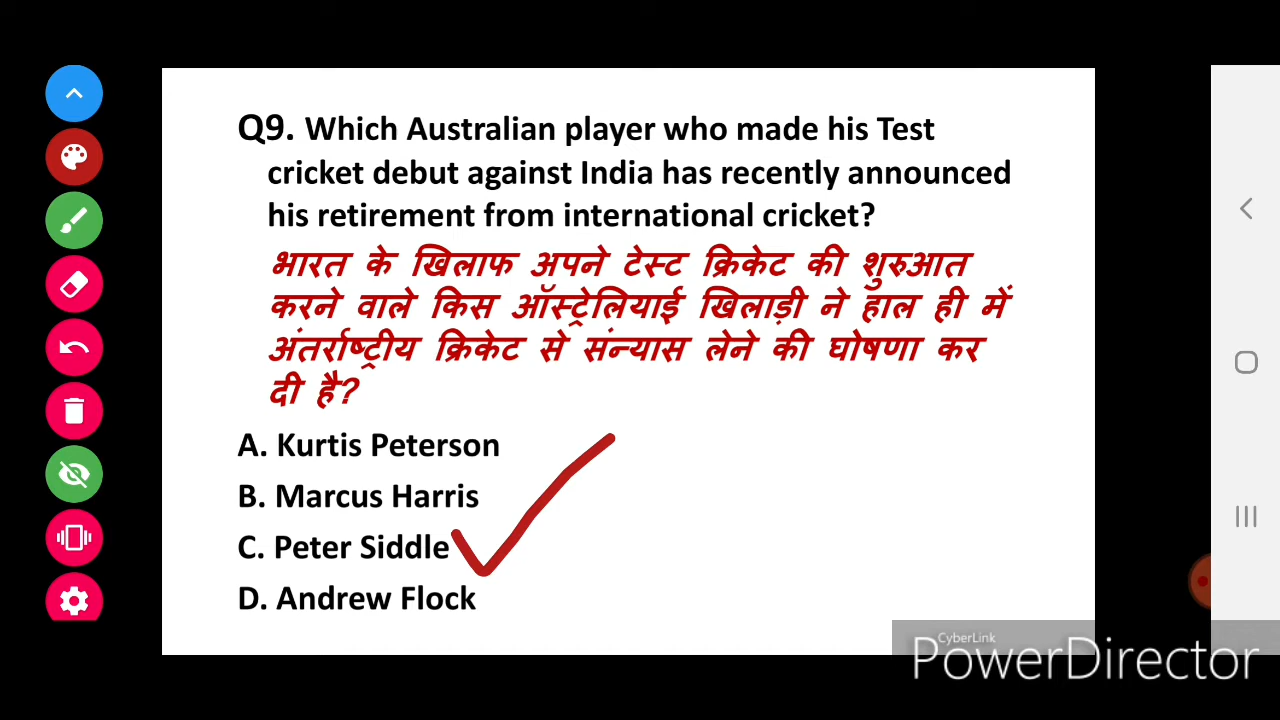 Q9. Which Australian player who made his Test
cricket debut against India has recently announced
his retirement from international cricket?
भारत के खिलाफ अपने टेस्ट क्रिकेट की शुरुआत
करने वाले किस ऑस्ट्रेलियाई खिलाड़ी ने हाल ही में
अंतर्राष्ट्रीय क्रिकेट से संन्यास लेने की घोषणा कर
दी है?
A. Kurtis Peterson
B. Marcus Harris
C. Peter Siddle
D. Andrew Flock
CyberLink
PowerDirector